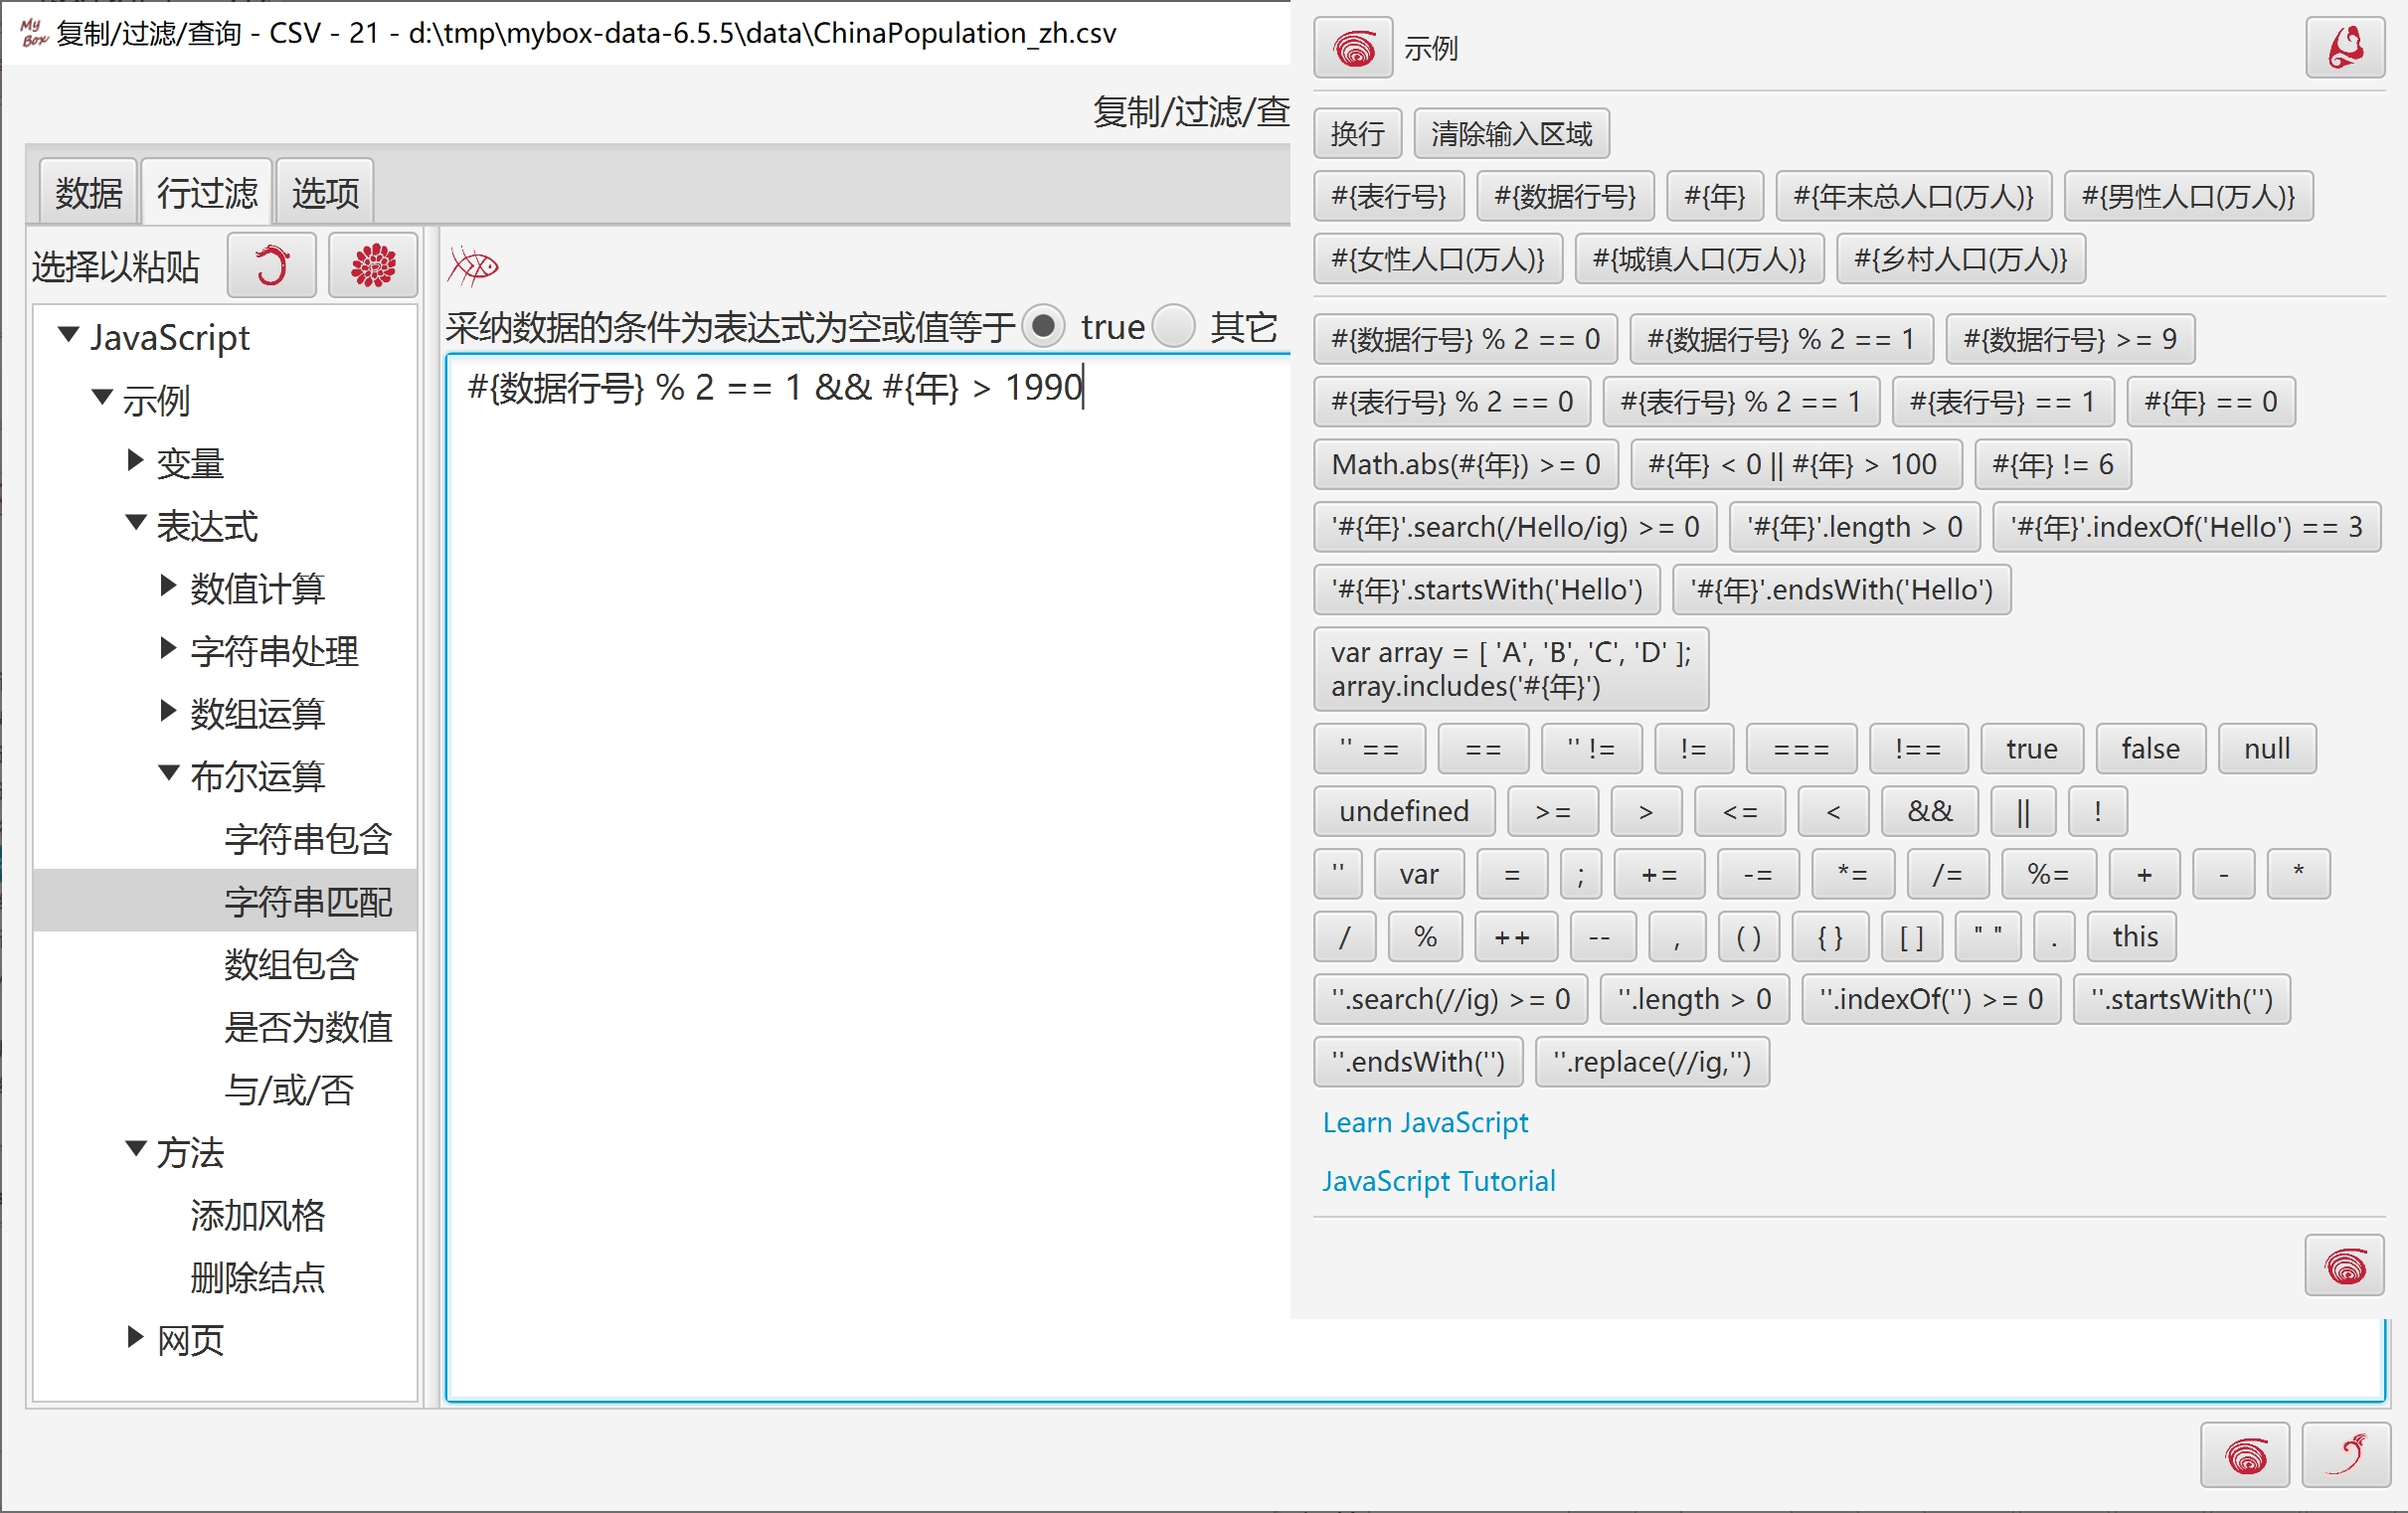 My Box 复制/过滤/查询 - CSV - 21 - d:\tmp\mybox-data-6.5.5\data\ChinaPopulation_zh.csv
复制/过滤/查
数据 行过滤 选项
选择以粘贴
JavaScript
示例
变量
表达式
数值计算
字符串处理
数组运算
布尔运算
字符串包含
字符串匹配
数组包含
是否为数值
与/或/否
方法
添加风格
删除结点
网页
采纳数据的条件为表达式为空或值等于 true 其它
#{数据行号} % 2 == 1 && #{年} > 1990
示例
换行 清除输入区域
#{表行号} #{数据行号} #{年} #{年末总人口(万人)} #{男性人口(万人)}
#{女性人口(万人)} #{城镇人口(万人)} #{乡村人口(万人)}
#{数据行号} % 2 == 0 #{数据行号} % 2 == 1 #{数据行号} >= 9
#{表行号} % 2 == 0 #{表行号} % 2 == 1 #{表行号} == 1 #{年} == 0
Math.abs(#{年}) >= 0 #{年} < 0 || #{年} > 100 #{年} != 6
'#{年}'.search(/Hello/ig) >= 0 '#{年}'.length > 0 '#{年}'.indexOf('Hello') == 3
'#{年}'.startsWith('Hello') '#{年}'.endsWith('Hello')
var array = [ 'A', 'B', 'C', 'D' ];
array.includes('#{年}')
'' == == '' != != === !== true false null
undefined >= > <= < && || !
'' var = ; += -= *= /= %= + - *
/ % ++ -- , ( ) { } [ ] " " . this
''.search(//ig) >= 0 ''.length > 0 ''.indexOf('') >= 0 ''.startsWith('')
''.endsWith('') ''.replace(//ig,'')
Learn JavaScript
JavaScript Tutorial